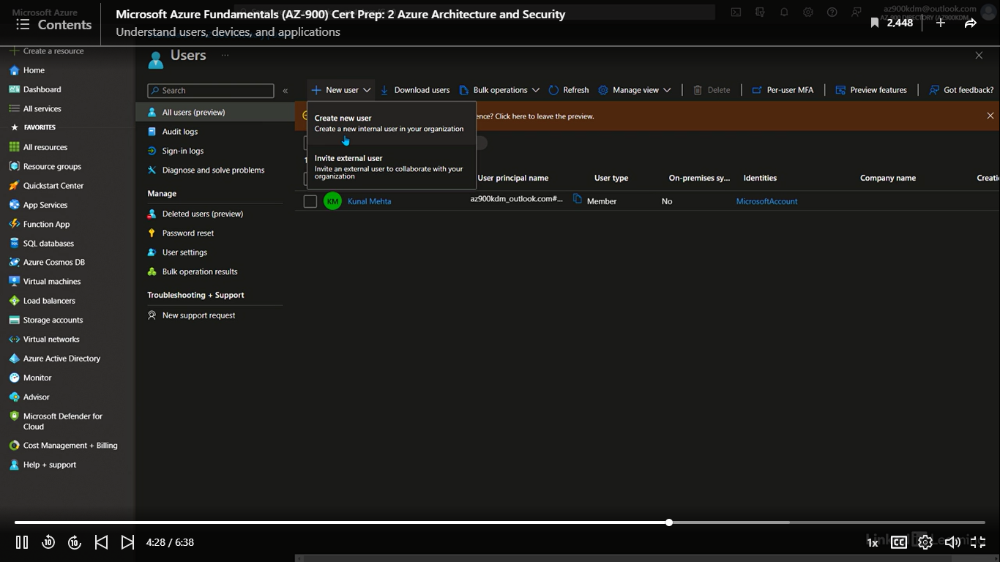 Microsoft Azure
Contents
Microsoft Azure Fundamentals (AZ-900) Cert Prep: 2 Azure Architecture and Security
Understand users, devices, and applications
az900kdm@outlook.com
2,448
Create a resource
Home
Dashboard
All services
FAVORITES
All resources
Resource groups
Quickstart Center
App Services
Function App
SQL databases
Azure Cosmos DB
Virtual machines
Load balancers
Storage accounts
Virtual networks
Azure Active Directory
Monitor
Advisor
Microsoft Defender for
Cloud
Cost Management + Billing
Help + support
Users
Search
All users (preview)
Audit logs
Sign-in logs
Diagnose and solve problems
Manage
Deleted users (preview)
Password reset
User settings
Bulk operation results
Troubleshooting + Support
New support request
New user Download users Bulk operations Refresh Manage view Delete Per-user MFA Preview features Got feedback?
Create new user
Create a new internal user in your organization
Invite external user
Invite an external user to collaborate with your
organization
ence? Click here to leave the preview.
User principal name User type On-premises sy... Identities Company name Creati
KM Kunal Mehta az900kdm_outlook.com#... Member No MicrosoftAccount
10 10 4:28 / 6:38 1x CC